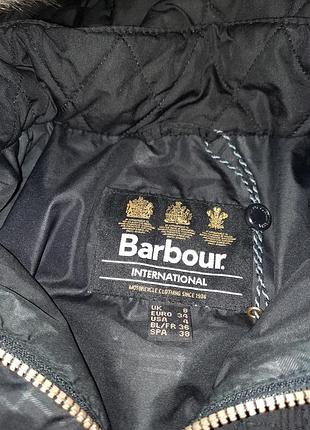 Barbour
INTERNATIONAL
MOTORCYCLE CLOTHING SINCE 1936
UK 8
EURO 34
USA 4
BL/FR 36
SPA 38